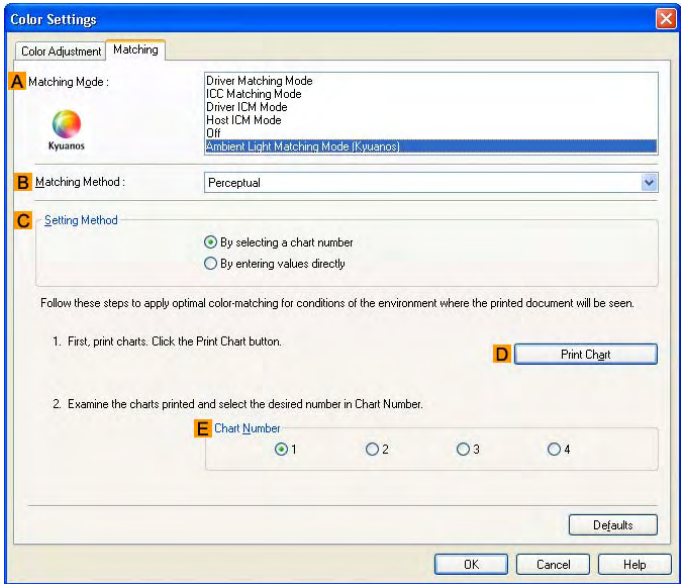 Color Settings
Color Adjustment Matching
A Matching Mode :
Driver Matching Mode
ICC Matching Mode
Driver ICM Mode
Host ICM Mode
Off
Ambient Light Matching Mode (Kyuanos)
Kyuanos
B Matching Method : Perceptual
C Setting Method
By selecting a chart number
By entering values directly
Follow these steps to apply optimal color-matching for conditions of the environment where the printed document will be seen.
1. First, print charts. Click the Print Chart button.
D Print Chart
2. Examine the charts printed and select the desired number in Chart Number.
E Chart Number
1 2 3 4
Defaults
OK Cancel Help